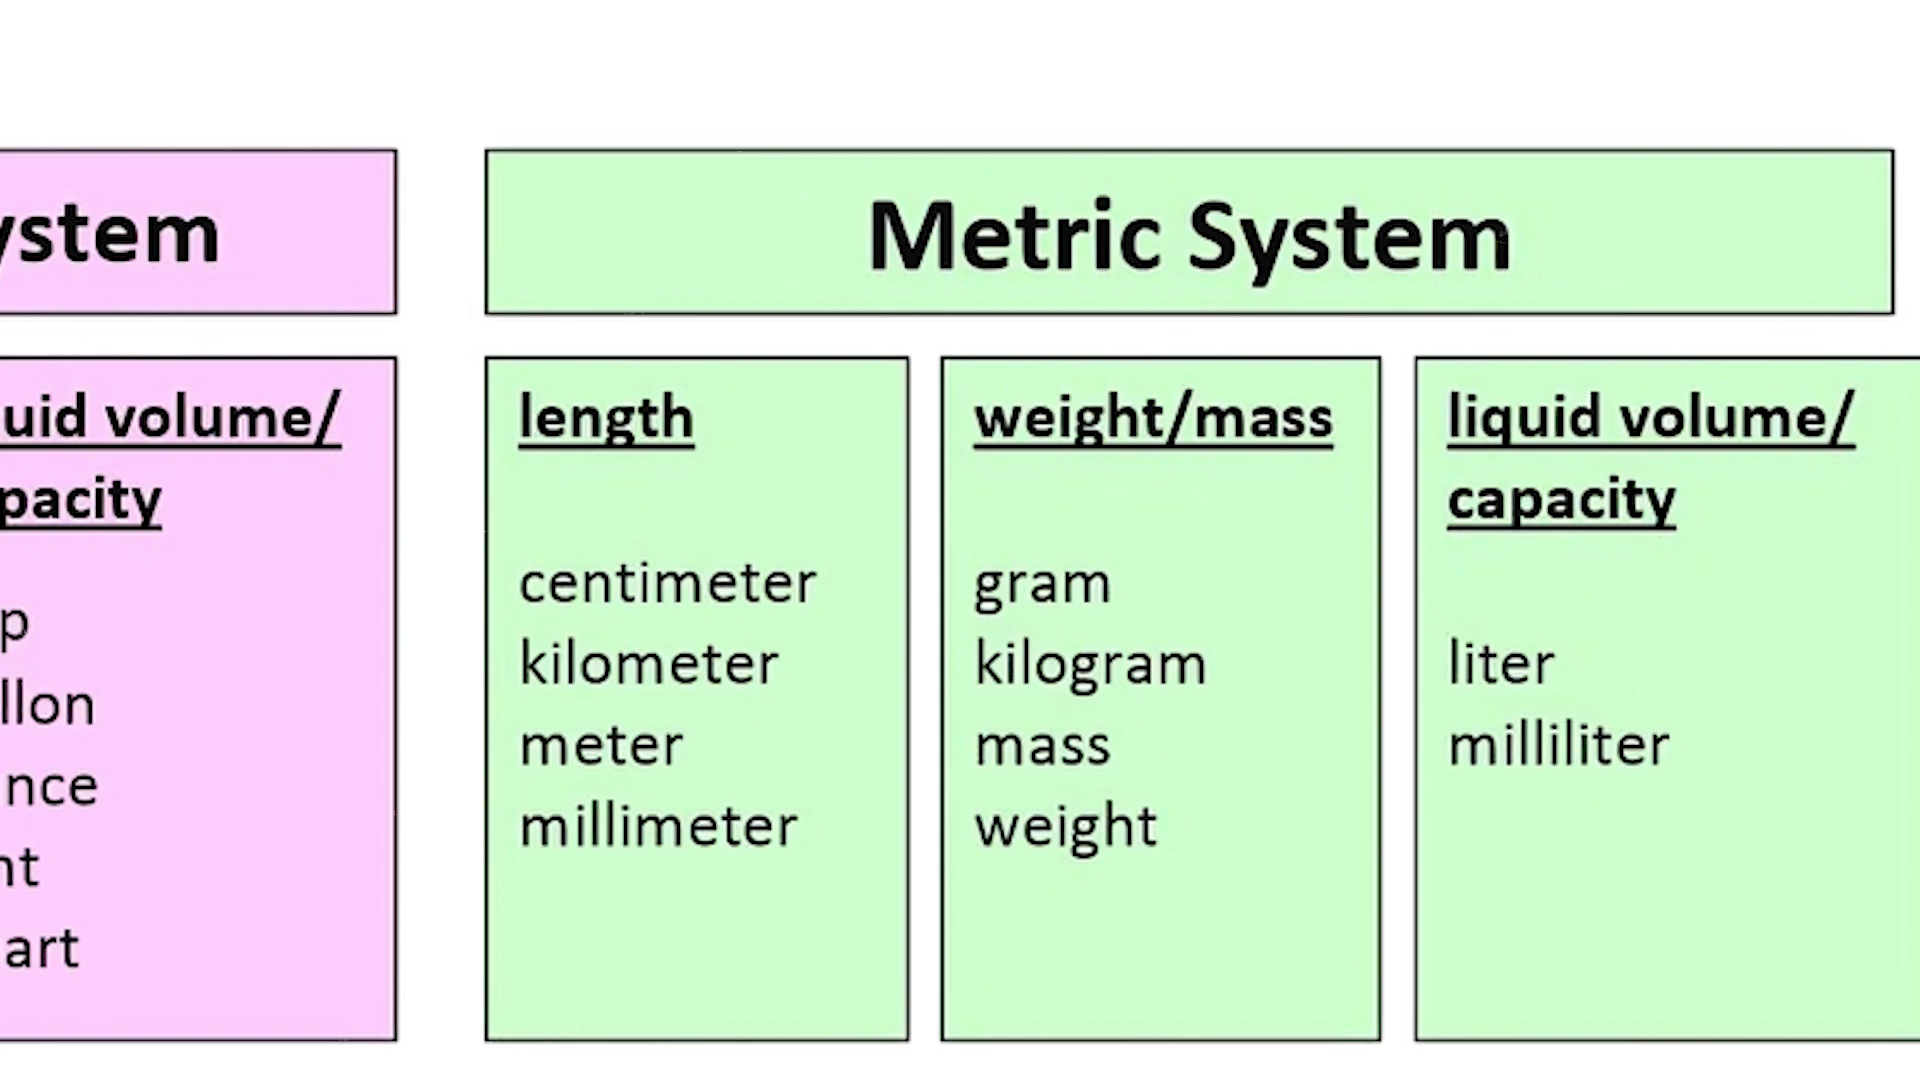 ystem
uid volume/
pacity
p
llon
nce
nt
art
Metric System
length
centimeter
kilometer
meter
millimeter
weight/mass
gram
kilogram
mass
weight
liquid volume/
capacity
liter
milliliter